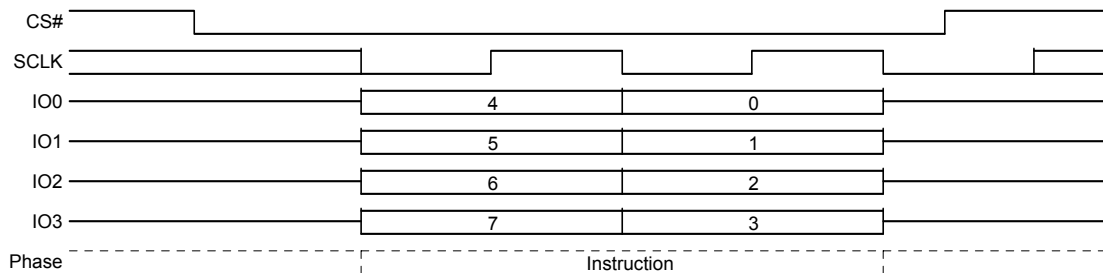 CS#
SCLK
IO0 4 0
IO1 5 1
IO2 6 2
IO3 7 3
Phase Instruction